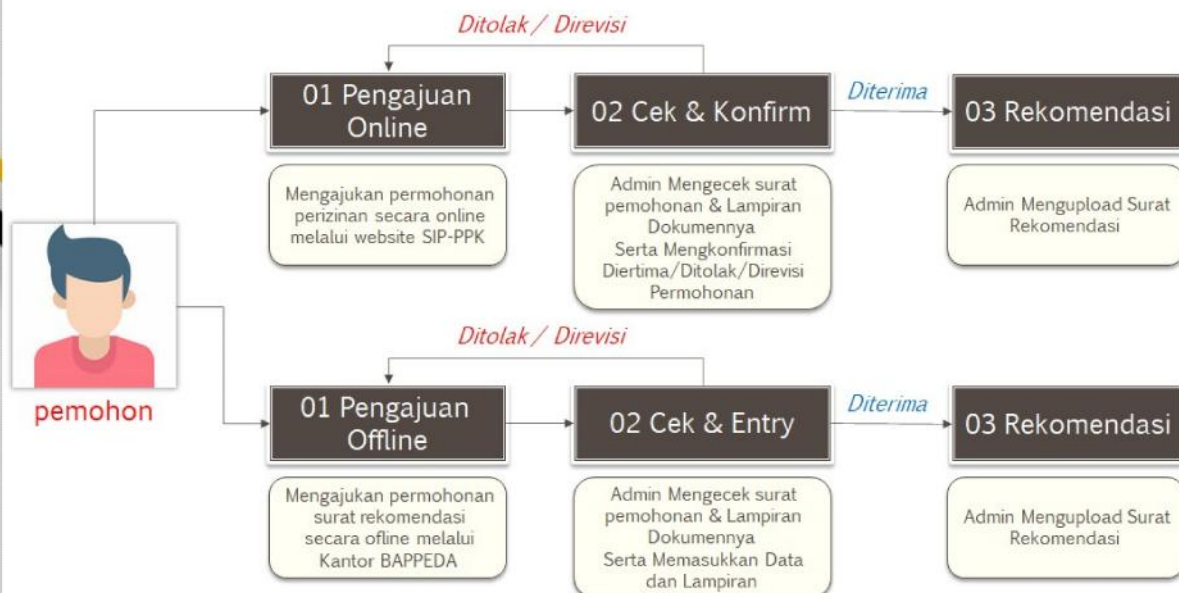 Ditolak / Direvisi
01 Pengajuan
Online
02 Cek & Konfirm
Diterima
03 Rekomendasi
Mengajukan permohonan
perizinan secara online
melalui website SIP-PPK
Admin Mengecek surat
pemohonan & Lampiran
Dokumennya
Serta Mengkonfirmasi
Diertima/Ditolak/Direvisi
Permohonan
Admin Mengupload Surat
Rekomendasi
pemohon
Ditolak / Direvisi
01 Pengajuan
Offline
02 Cek & Entry
Diterima
03 Rekomendasi
Mengajukan permohonan
surat rekomendasi
secara ofline melalui
Kantor BAPPEDA
Admin Mengecek surat
pemohonan & Lampiran
Dokumennya
Serta Memasukkan Data
dan Lampiran
Admin Mengupload Surat
Rekomendasi